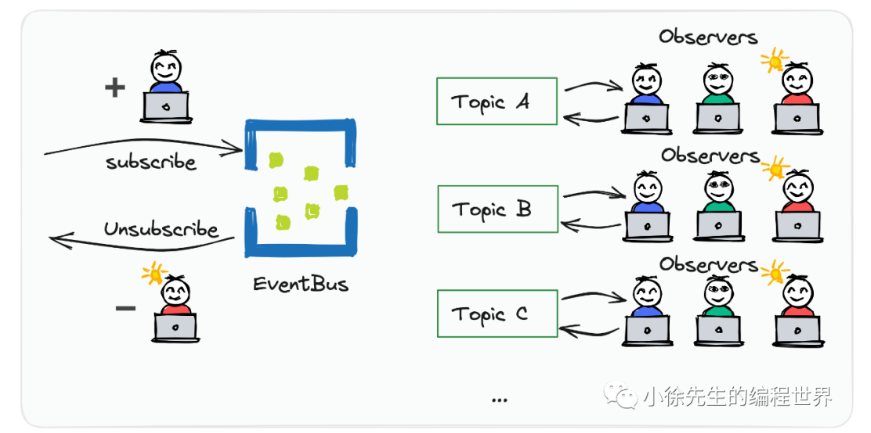 +
subscribe
Unsubscribe
-
EventBus
Observers
Topic A
Observers
Topic B
Observers
Topic C
...
小徐先生的编程世界